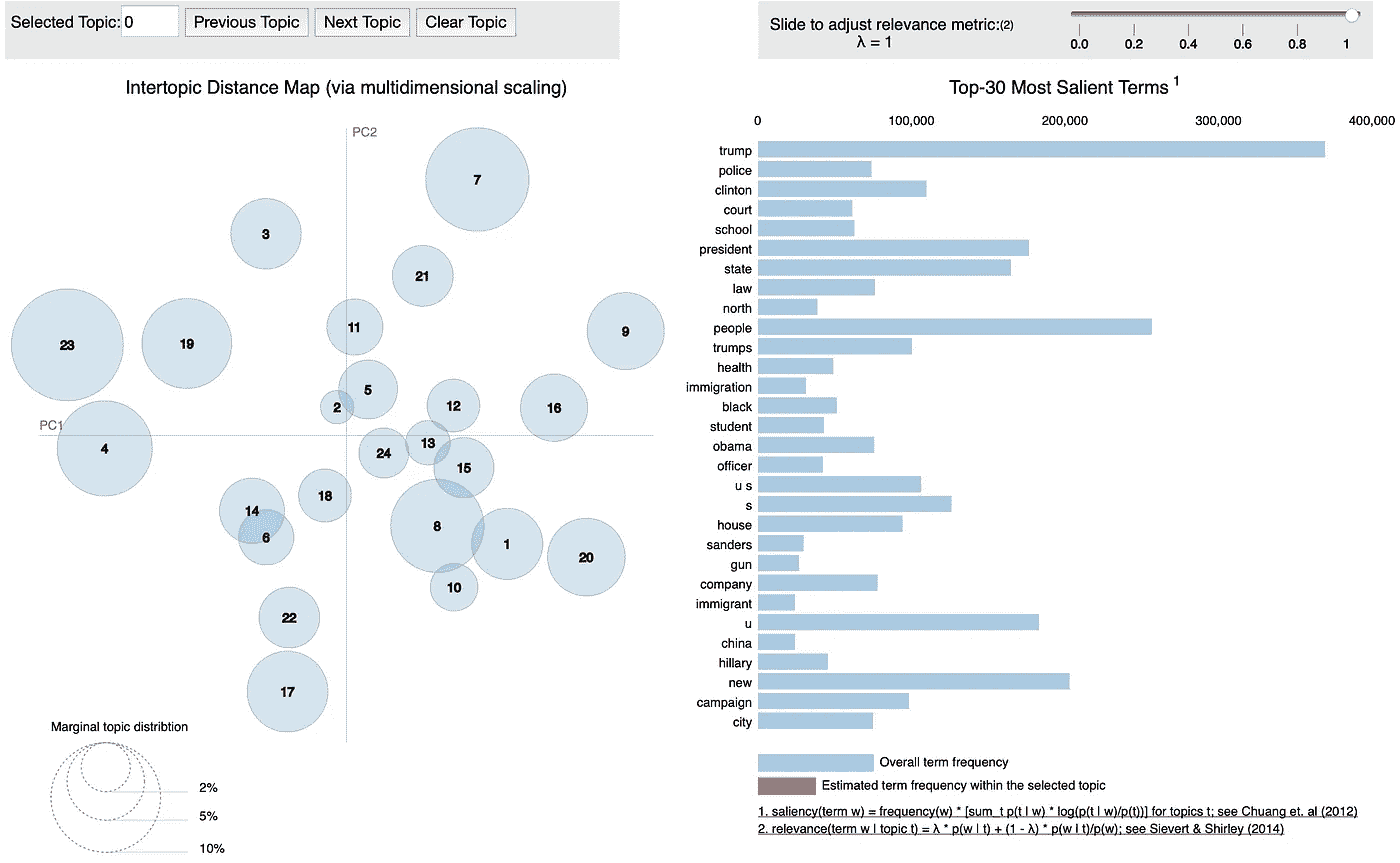 Selected Topic: 0 Previous Topic Next Topic Clear Topic
Slide to adjust relevance metric:(2)
λ = 1
0.0 0.2 0.4 0.6 0.8 1
Intertopic Distance Map (via multidimensional scaling)
PC2
7
3
21
11
9
23
19
5
2
12
16
PC1
4
13
24
15
18
14
8
6
1
20
10
22
17
Marginal topic distribtion
2%
5%
10%
Top-30 Most Salient Terms 1
0 100,000 200,000 300,000 400,000
trump
police
clinton
court
school
president
state
law
north
people
trumps
health
immigration
black
student
obama
officer
u s
s
house
sanders
gun
company
immigrant
u
china
hillary
new
campaign
city
Overall term frequency
Estimated term frequency within the selected topic
1. saliency(term w) = frequency(w) * [sum_t p(t | w) * log(p(t | w)/p(t))] for topics t; see Chuang et. al (2012)
2. relevance(term w | topic t) = λ * p(w | t) + (1 - λ) * p(w | t)/p(w); see Sievert & Shirley (2014)